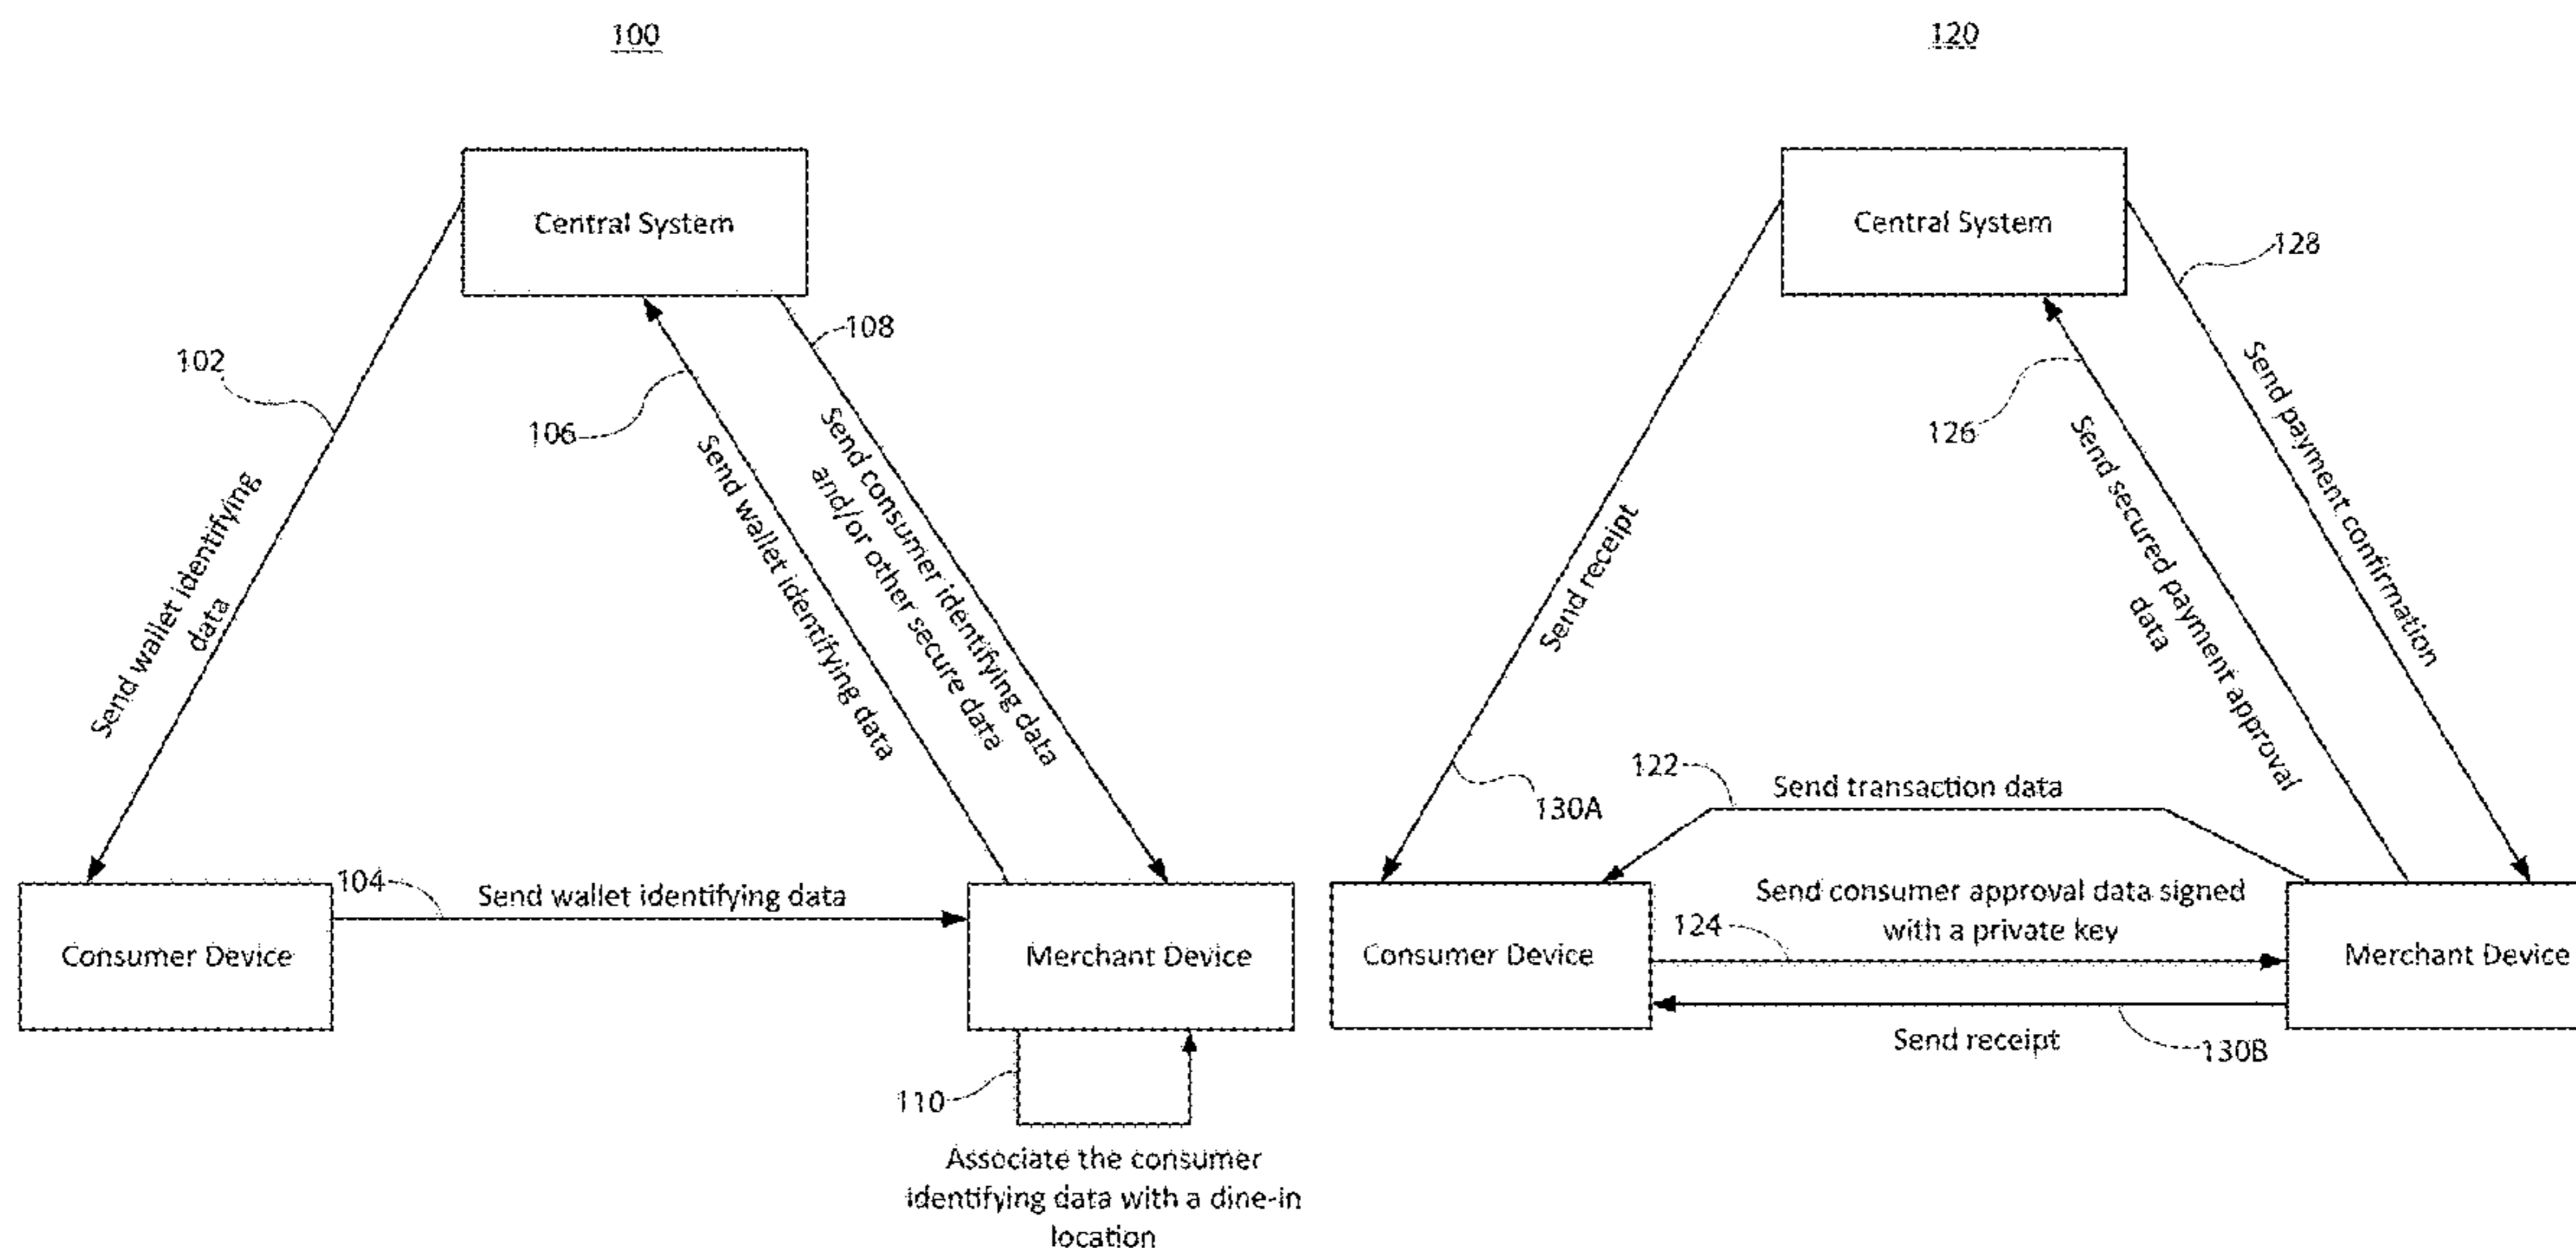 100
Central System
102
106
108
Send wallet identifying
data
Send wallet identifying data
Send consumer identifying data
and/or other secure data
104
Send wallet identifying data
Consumer Device
Merchant Device
110
Associate the consumer
identifying data with a dine-in
location
120
Central System
128
126
Send payment confirmation
Send secured payment approval
data
Send receipt
130A
122
Send transaction data
Send consumer approval data signed
with a private key
124
Consumer Device
Merchant Device
Send receipt
130B